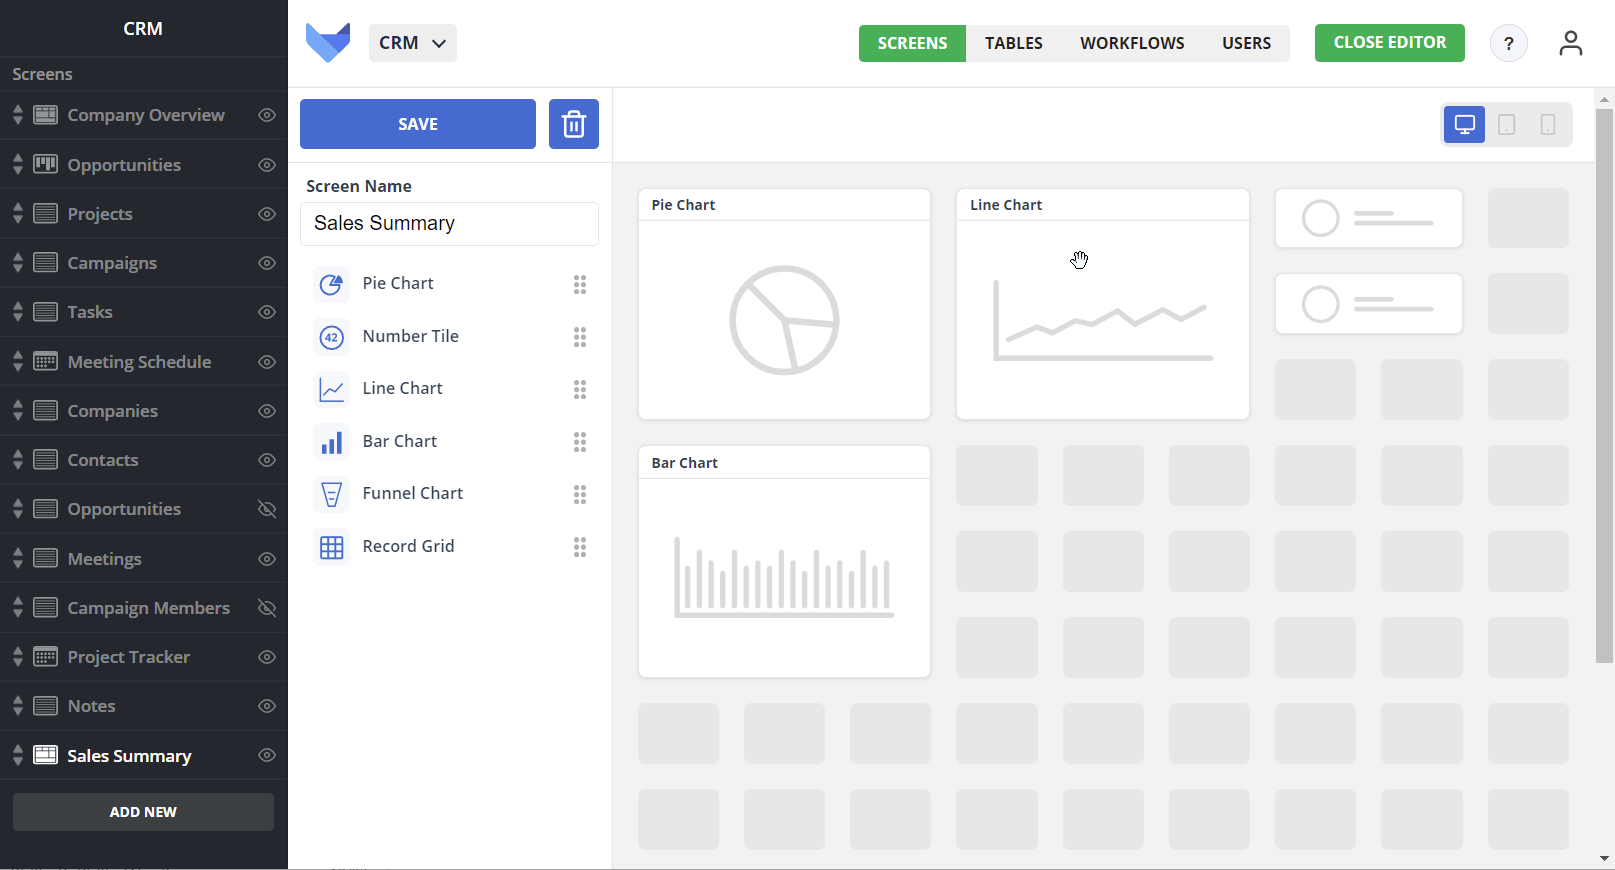 CRM
Screens
Company Overview
Opportunities
Projects
Campaigns
Tasks
Meeting Schedule
Companies
Contacts
Opportunities
Meetings
Campaign Members
Project Tracker
Notes
Sales Summary
ADD NEW
CRM
SCREENS TABLES WORKFLOWS USERS
CLOSE EDITOR
?
SAVE
Screen Name
Sales Summary
Pie Chart
42 Number Tile
Line Chart
Bar Chart
Funnel Chart
Record Grid
Pie Chart
Line Chart
Bar Chart